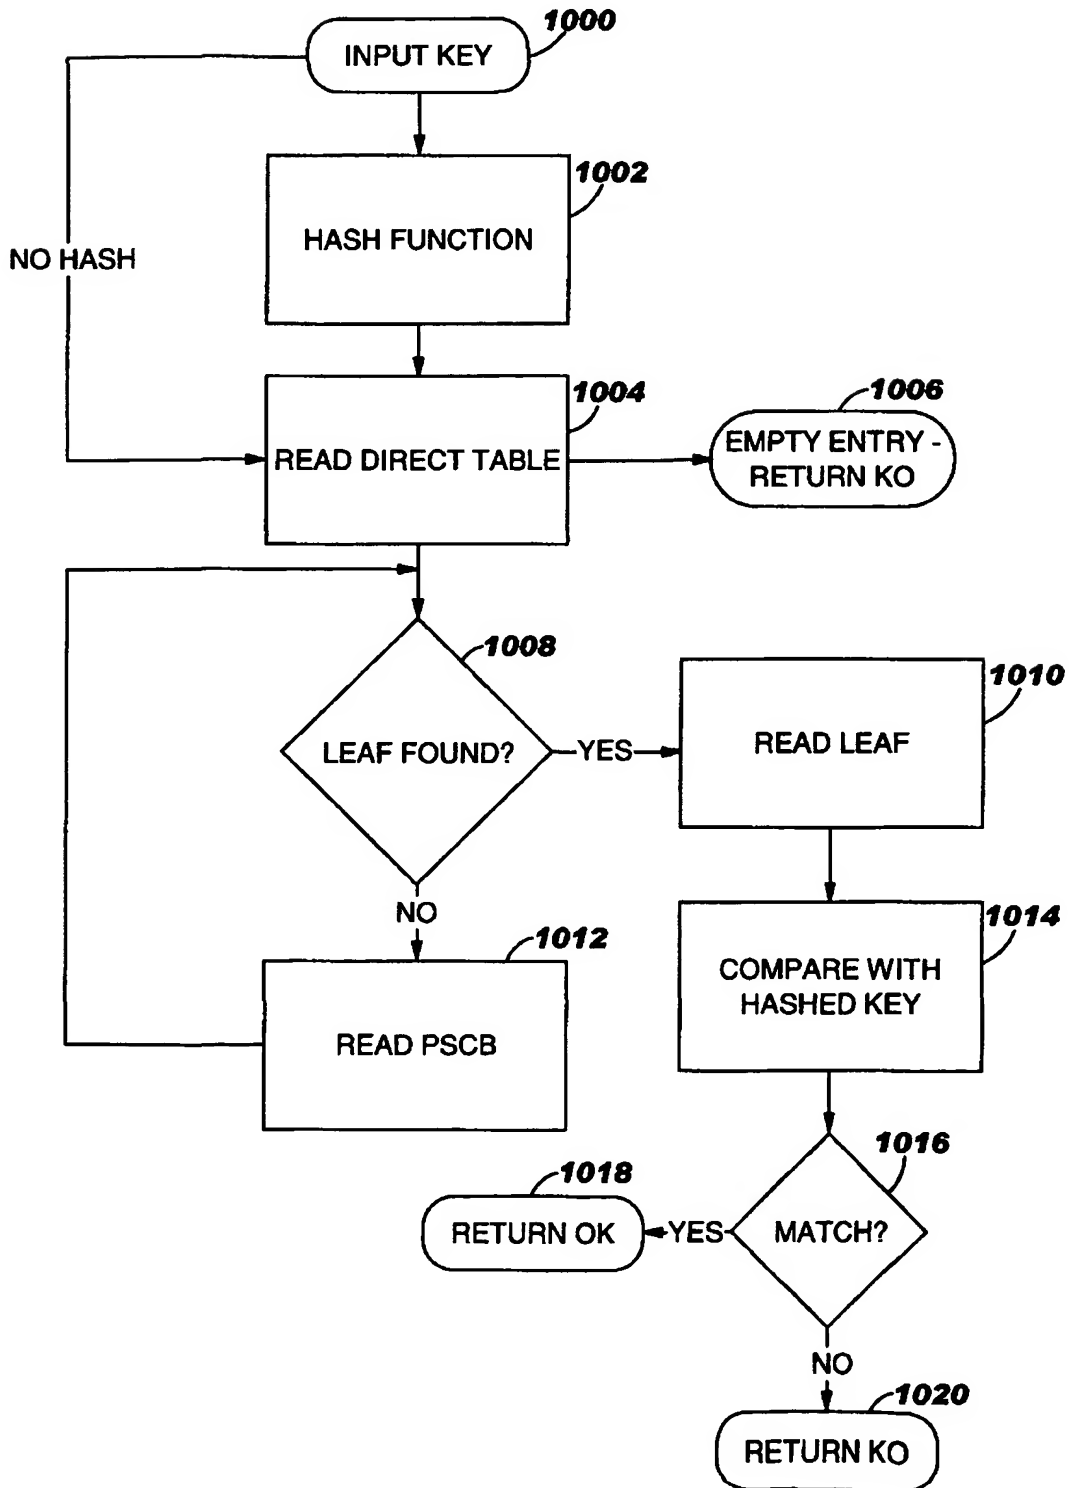 1000
INPUT KEY
1002
HASH FUNCTION
NO HASH
1004
READ DIRECT TABLE
1006
EMPTY ENTRY -
RETURN KO
1008
LEAF FOUND?
YES
1010
READ LEAF
NO
1012
READ PSCB
1014
COMPARE WITH
HASHED KEY
1016
MATCH?
YES
1018
RETURN OK
NO
1020
RETURN KO